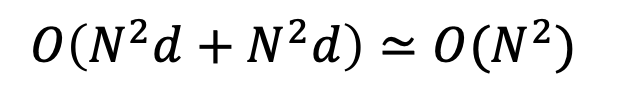 O(N²d + N²d) ≃ O(N²)